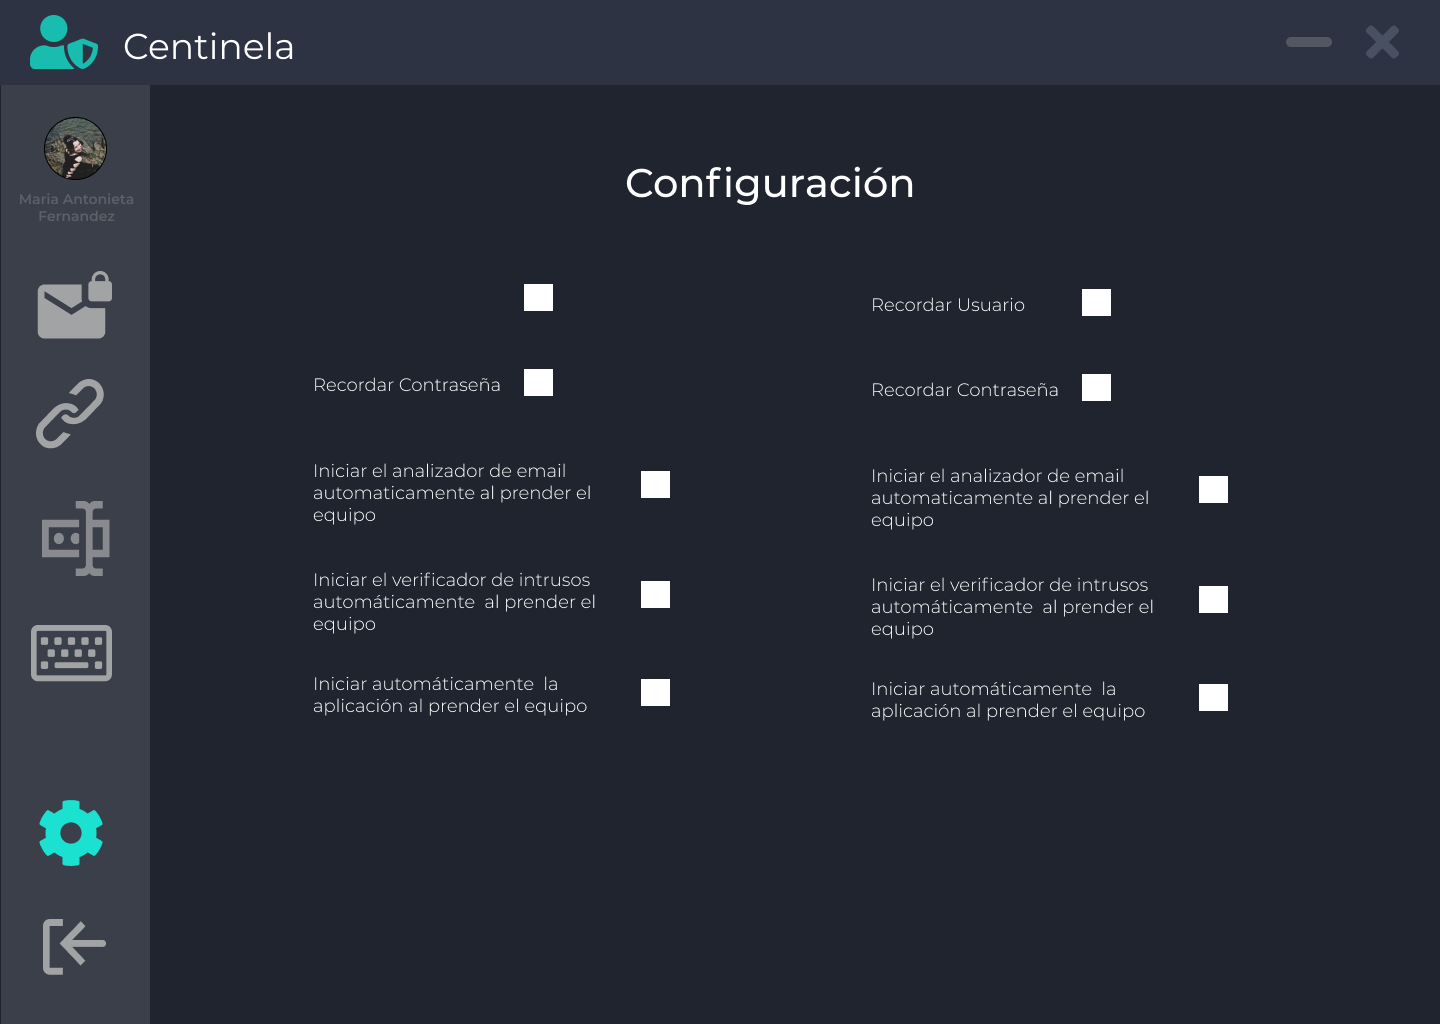 Centinela
Maria Antonieta
Fernandez
Configuración
Recordar Contraseña
Iniciar el analizador de email
automaticamente al prender el
equipo
Iniciar el verificador de intrusos
automáticamente  al prender el
equipo
Iniciar automáticamente  la
aplicación al prender el equipo
Recordar Usuario
Recordar Contraseña
Iniciar el analizador de email
automaticamente al prender el
equipo
Iniciar el verificador de intrusos
automáticamente  al prender el
equipo
Iniciar automáticamente  la
aplicación al prender el equipo